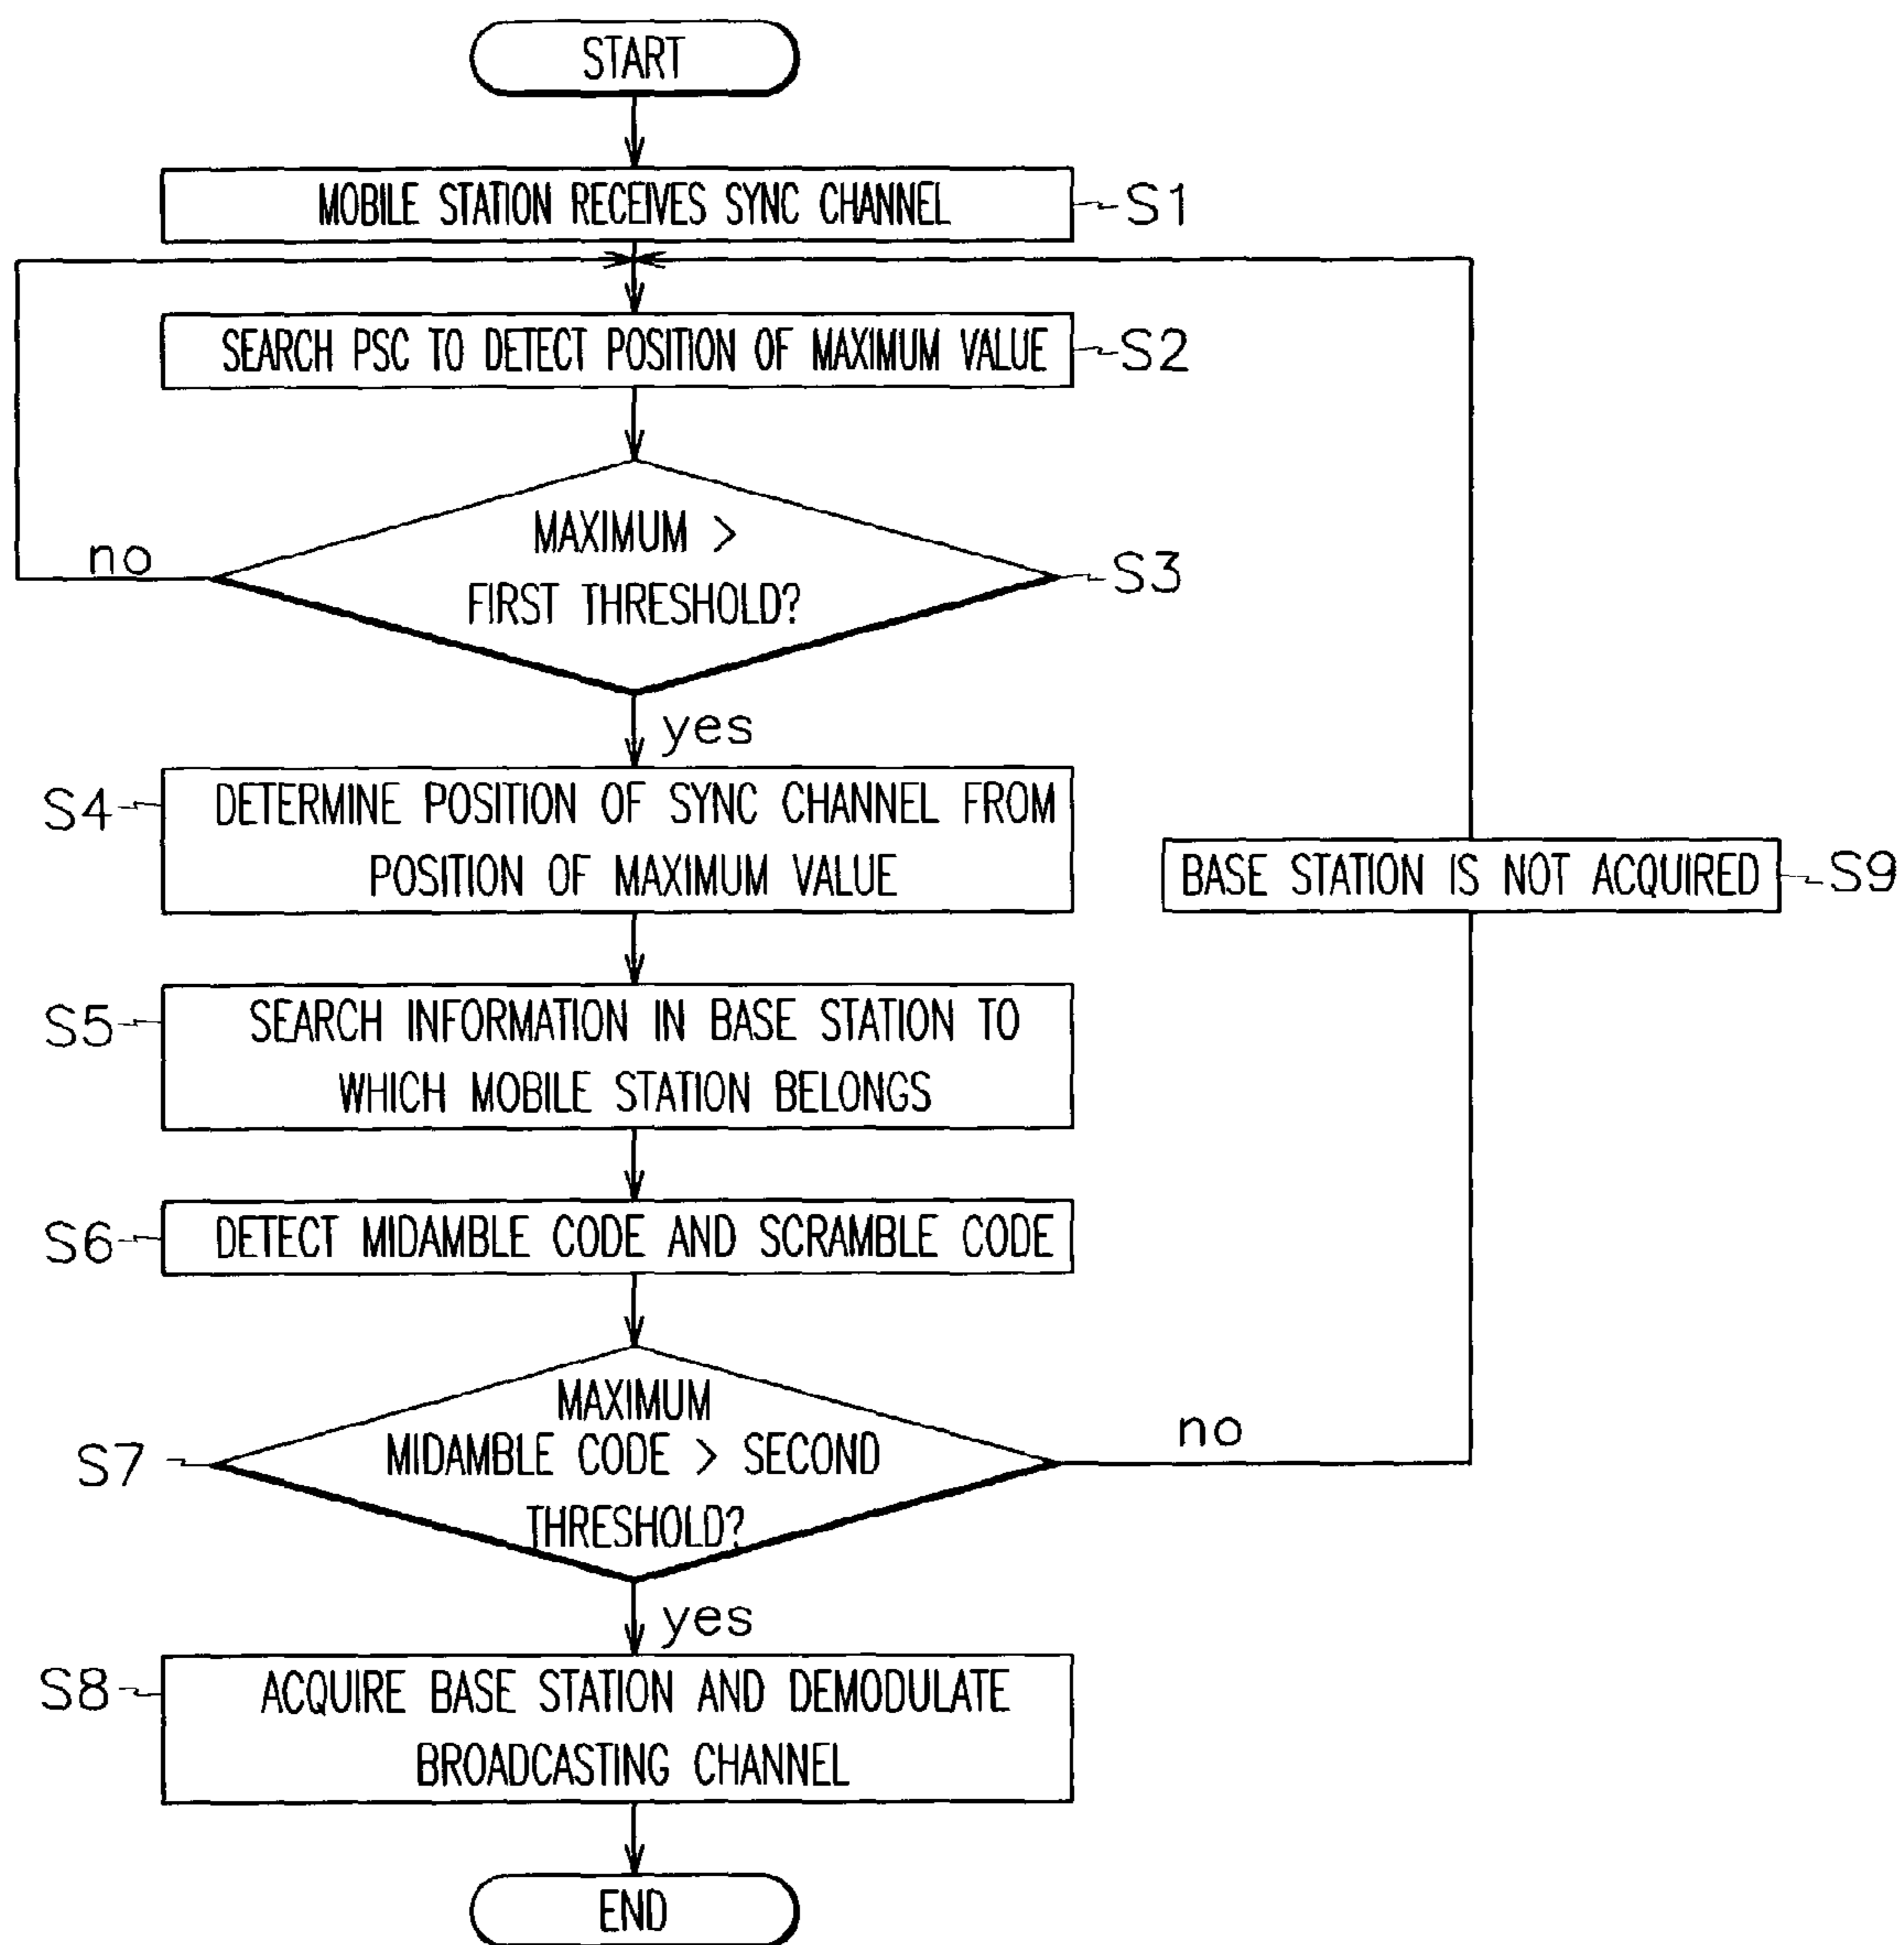 START
MOBILE STATION RECEIVES SYNC CHANNEL
S1
SEARCH PSC TO DETECT POSITION OF MAXIMUM VALUE
S2
MAXIMUM >
FIRST THRESHOLD?
S3
no
yes
S4
DETERMINE POSITION OF SYNC CHANNEL FROM
POSITION OF MAXIMUM VALUE
BASE STATION IS NOT ACQUIRED
S9
S5
SEARCH INFORMATION IN BASE STATION TO
WHICH MOBILE STATION BELONGS
S6
DETECT MIDAMBLE CODE AND SCRAMBLE CODE
S7
MAXIMUM
MIDAMBLE CODE > SECOND
THRESHOLD?
no
yes
S8
ACQUIRE BASE STATION AND DEMODULATE
BROADCASTING CHANNEL
END